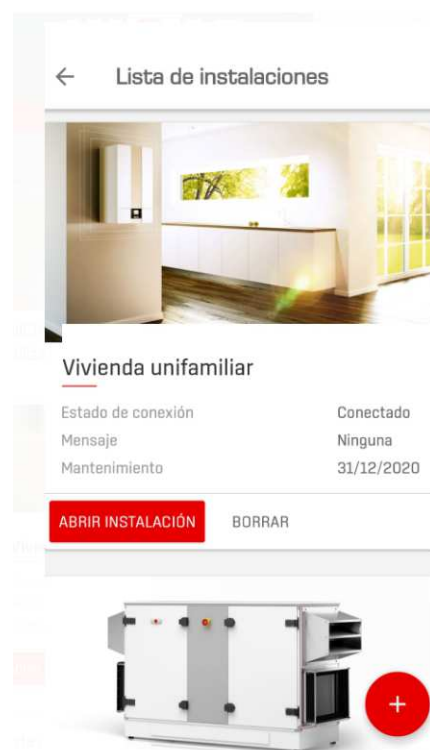 Lista de instalaciones
Vivienda unifamiliar
Estado de conexión Conectado
Mensaje Ninguna
Mantenimiento 31/12/2020
ABRIR INSTALACIÓN BORRAR
+